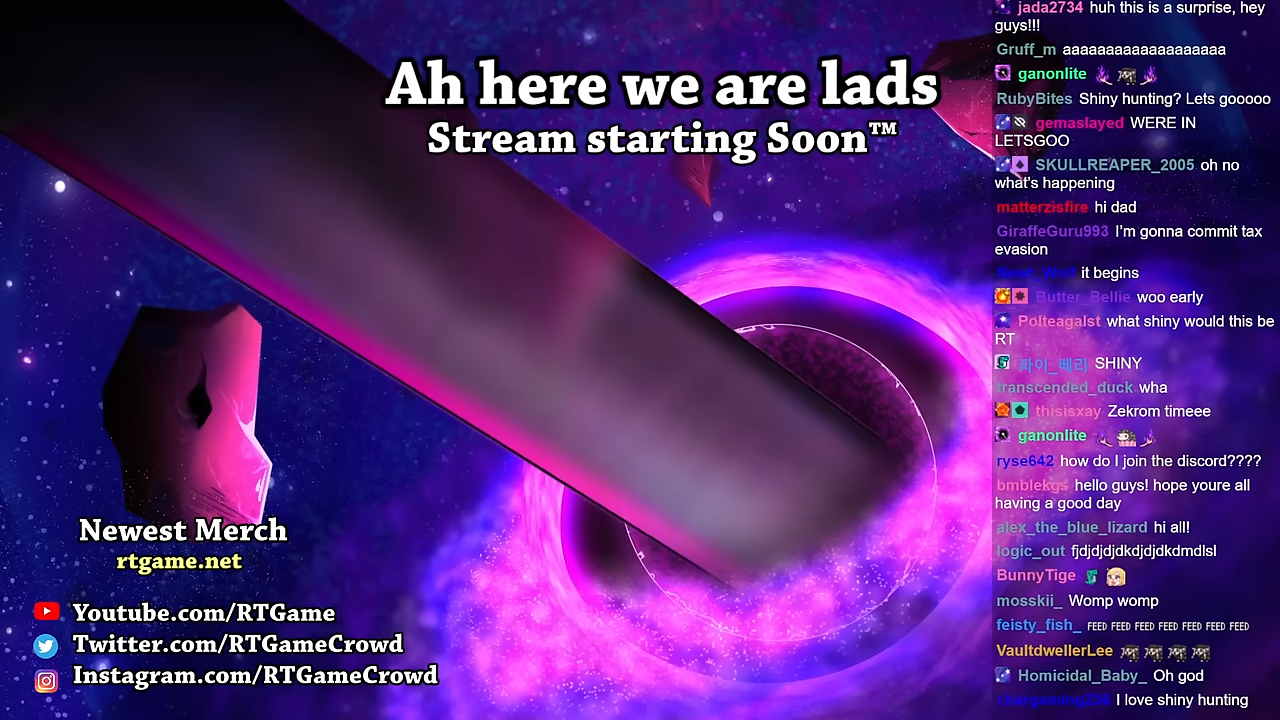 Ah here we are lads
Stream starting Soon™
Newest Merch
rtgame.net
Youtube.com/RTGame
Twitter.com/RTGameCrowd
Instagram.com/RTGameCrowd
jada2734 huh this is a surprise, hey
guys!!!
Gruff_m aaaaaaaaaaaaaaaaaaa
ganonlite
RubyBites Shiny hunting? Lets gooooo
gemaslayed WERE IN
LETSGOO
SKULLREAPER_2005 oh no
what's happening
matterzisfire hi dad
GiraffeGuru993 I'm gonna commit tax
evasion
it begins
Butter_Bellie woo early
Polteagalst what shiny would this be
RT
파이_베리 SHINY
transcended_duck wha
thisisxay Zekrom timeee
ganonlite
ryse642 how do I join the discord????
bmblekgs hello guys! hope youre all
having a good day
alex_the_blue_lizard hi all!
logic_out fjdjdjdjdkdjdjdkdmdlsl
BunnyTige
mosskii_ Womp womp
feisty_fish_ FEED FEED FEED FEED FEED FEED FEED
VaultdwellerLee
Homicidal_Baby_ Oh god
chargaming236 I love shiny hunting